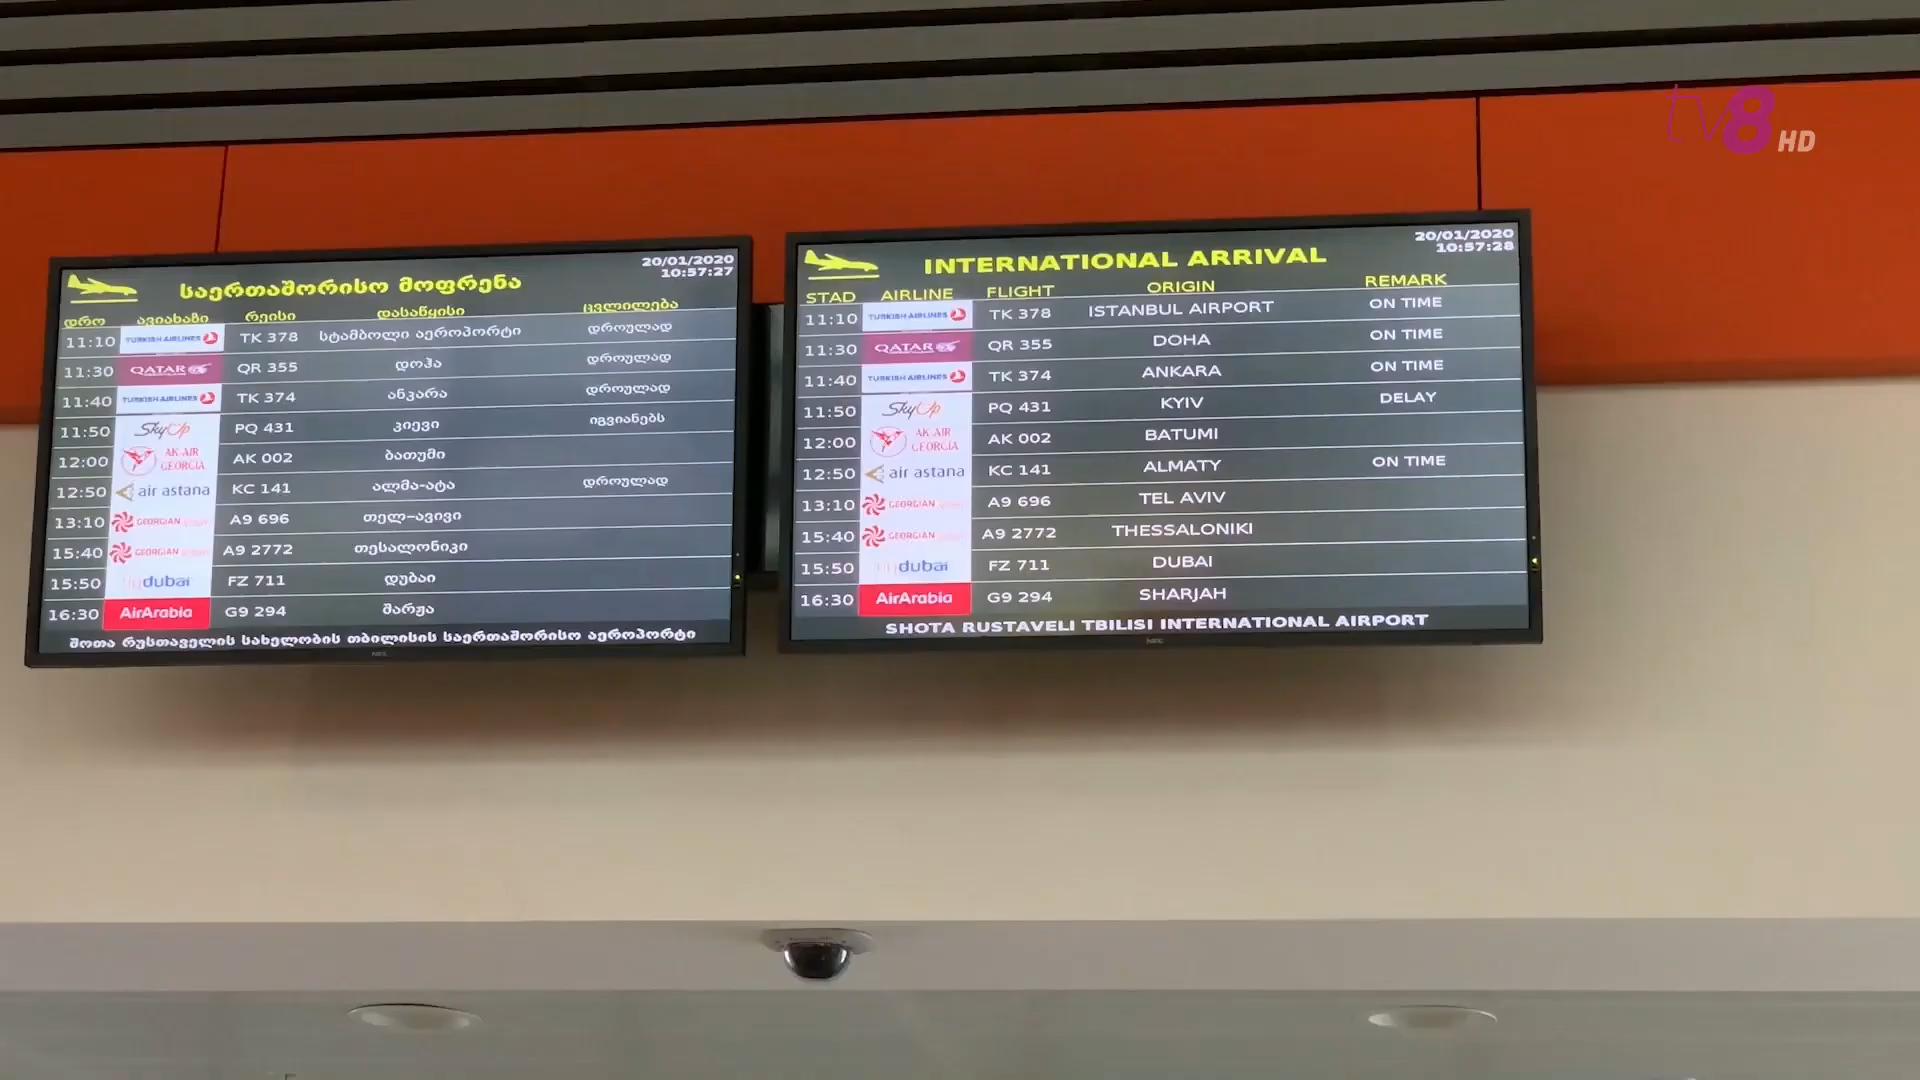 tv8 HD
20/01/2020
10:57:27
საერთაშორისო მოფრენა
დრო ავიახაზი რეისი დასაწყისი ცვლილება
11:10 TURKISH AIRLINES TK 378 სტამბოლი აეროპორტი დროულად
11:30 QATAR QR 355 დოჰა დროულად
11:40 TURKISH AIRLINES TK 374 ანკარა დროულად
11:50 SkyUp PQ 431 კიევი იგვიანებს
12:00 AK-AIR GEORGIA AK 002 ბათუმი
12:50 air astana KC 141 ალმა-ატა დროულად
13:10 GEORGIAN A9 696 თელ-ავივი
15:40 GEORGIAN A9 2772 თესალონიკი
15:50 flydubai FZ 711 დუბაი
16:30 AirArabia G9 294 შარჟა
შოთა რუსთაველის სახელობის თბილისის საერთაშორისო აეროპორტი
NEC
20/01/2020
10:57:28
INTERNATIONAL ARRIVAL
STAD AIRLINE FLIGHT ORIGIN REMARK
11:10 TURKISH AIRLINES TK 378 ISTANBUL AIRPORT ON TIME
11:30 QATAR QR 355 DOHA ON TIME
11:40 TURKISH AIRLINES TK 374 ANKARA ON TIME
11:50 SkyUp PQ 431 KYIV DELAY
12:00 AK-AIR GEORGIA AK 002 BATUMI
12:50 air astana KC 141 ALMATY ON TIME
13:10 GEORGIAN A9 696 TEL AVIV
15:40 GEORGIAN A9 2772 THESSALONIKI
15:50 flydubai FZ 711 DUBAI
16:30 AirArabia G9 294 SHARJAH
SHOTA RUSTAVELI TBILISI INTERNATIONAL AIRPORT
NEC